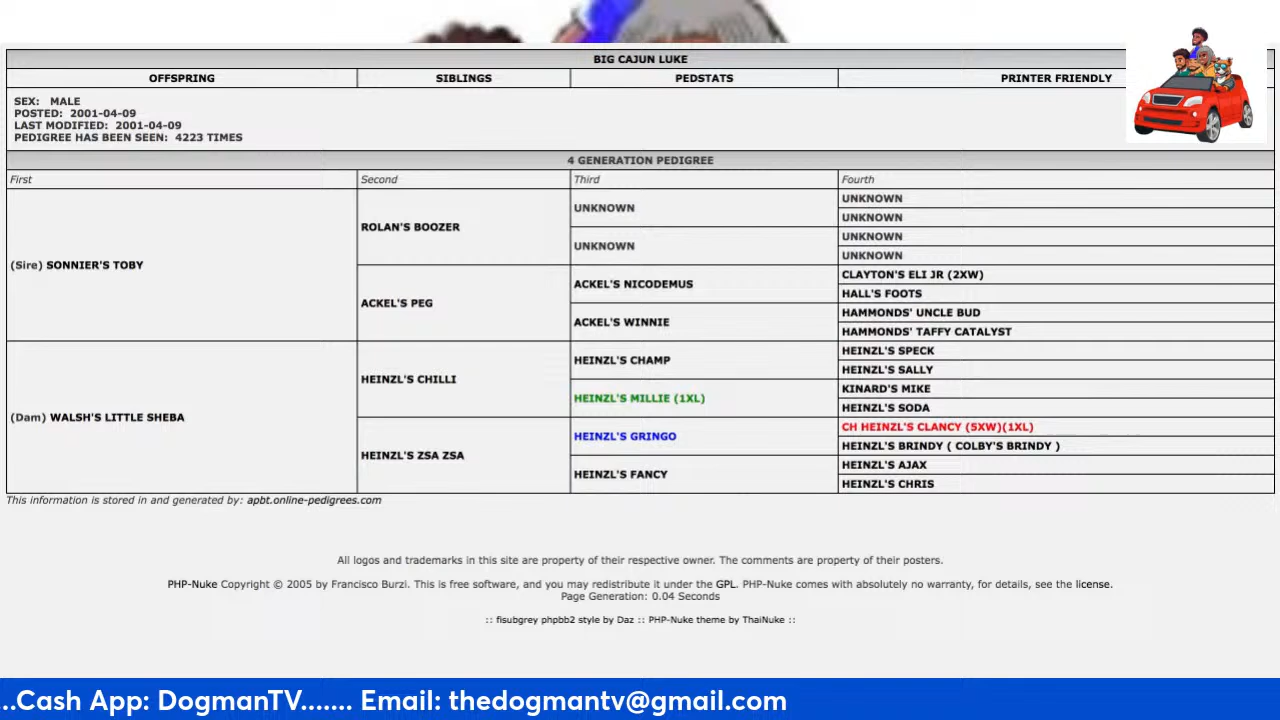 BIG CAJUN LUKE
OFFSPRING SIBLINGS PEDSTATS PRINTER FRIENDLY
SEX: MALE
POSTED: 2001-04-09
LAST MODIFIED: 2001-04-09
PEDIGREE HAS BEEN SEEN: 4223 TIMES
4 GENERATION PEDIGREE
First Second Third Fourth
(Sire) SONNIER'S TOBY
ROLAN'S BOOZER
UNKNOWN
UNKNOWN
UNKNOWN
UNKNOWN
UNKNOWN
UNKNOWN
ACKEL'S PEG
ACKEL'S NICODEMUS
CLAYTON'S ELI JR (2XW)
HALL'S FOOTS
ACKEL'S WINNIE
HAMMONDS' UNCLE BUD
HAMMONDS' TAFFY CATALYST
(Dam) WALSH'S LITTLE SHEBA
HEINZL'S CHILLI
HEINZL'S CHAMP
HEINZL'S SPECK
HEINZL'S SALLY
HEINZL'S MILLIE (1XL)
KINARD'S MIKE
HEINZL'S SODA
HEINZL'S ZSA ZSA
HEINZL'S GRINGO
CH HEINZL'S CLANCY (5XW)(1XL)
HEINZL'S BRINDY ( COLBY'S BRINDY )
HEINZL'S FANCY
HEINZL'S AJAX
HEINZL'S CHRIS
This information is stored in and generated by: apbt.online-pedigrees.com
All logos and trademarks in this site are property of their respective owner. The comments are property of their posters.
PHP-Nuke Copyright © 2005 by Francisco Burzi. This is free software, and you may redistribute it under the GPL. PHP-Nuke comes with absolutely no warranty, for details, see the license.
Page Generation: 0.04 Seconds
:: fisubgrey phpbb2 style by Daz :: PHP-Nuke theme by ThaiNuke ::
...Cash App: DogmanTV....... Email: thedogmantv@gmail.com